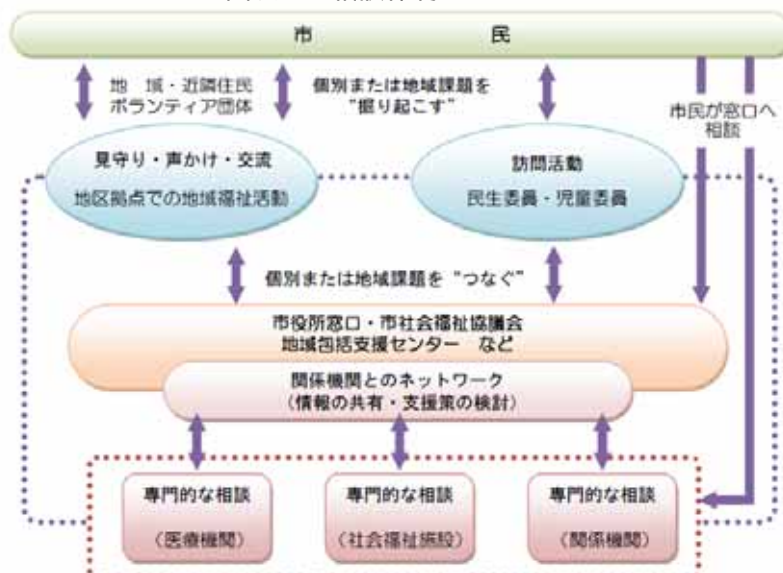 市民
地域・近隣住民
ボランティア団体
個別または地域課題を
“掘り起こす”
市民が窓口へ
相談
見守り・声かけ・交流
地区拠点での地域福祉活動
訪問活動
民生委員・児童委員
個別または地域課題を“つなぐ”
市役所窓口・市社会福祉協議会
地域包括支援センター など
関係機関とのネットワーク
（情報の共有・支援策の検討）
専門的な相談
（医療機関）
専門的な相談
（社会福祉施設）
専門的な相談
（関係機関）